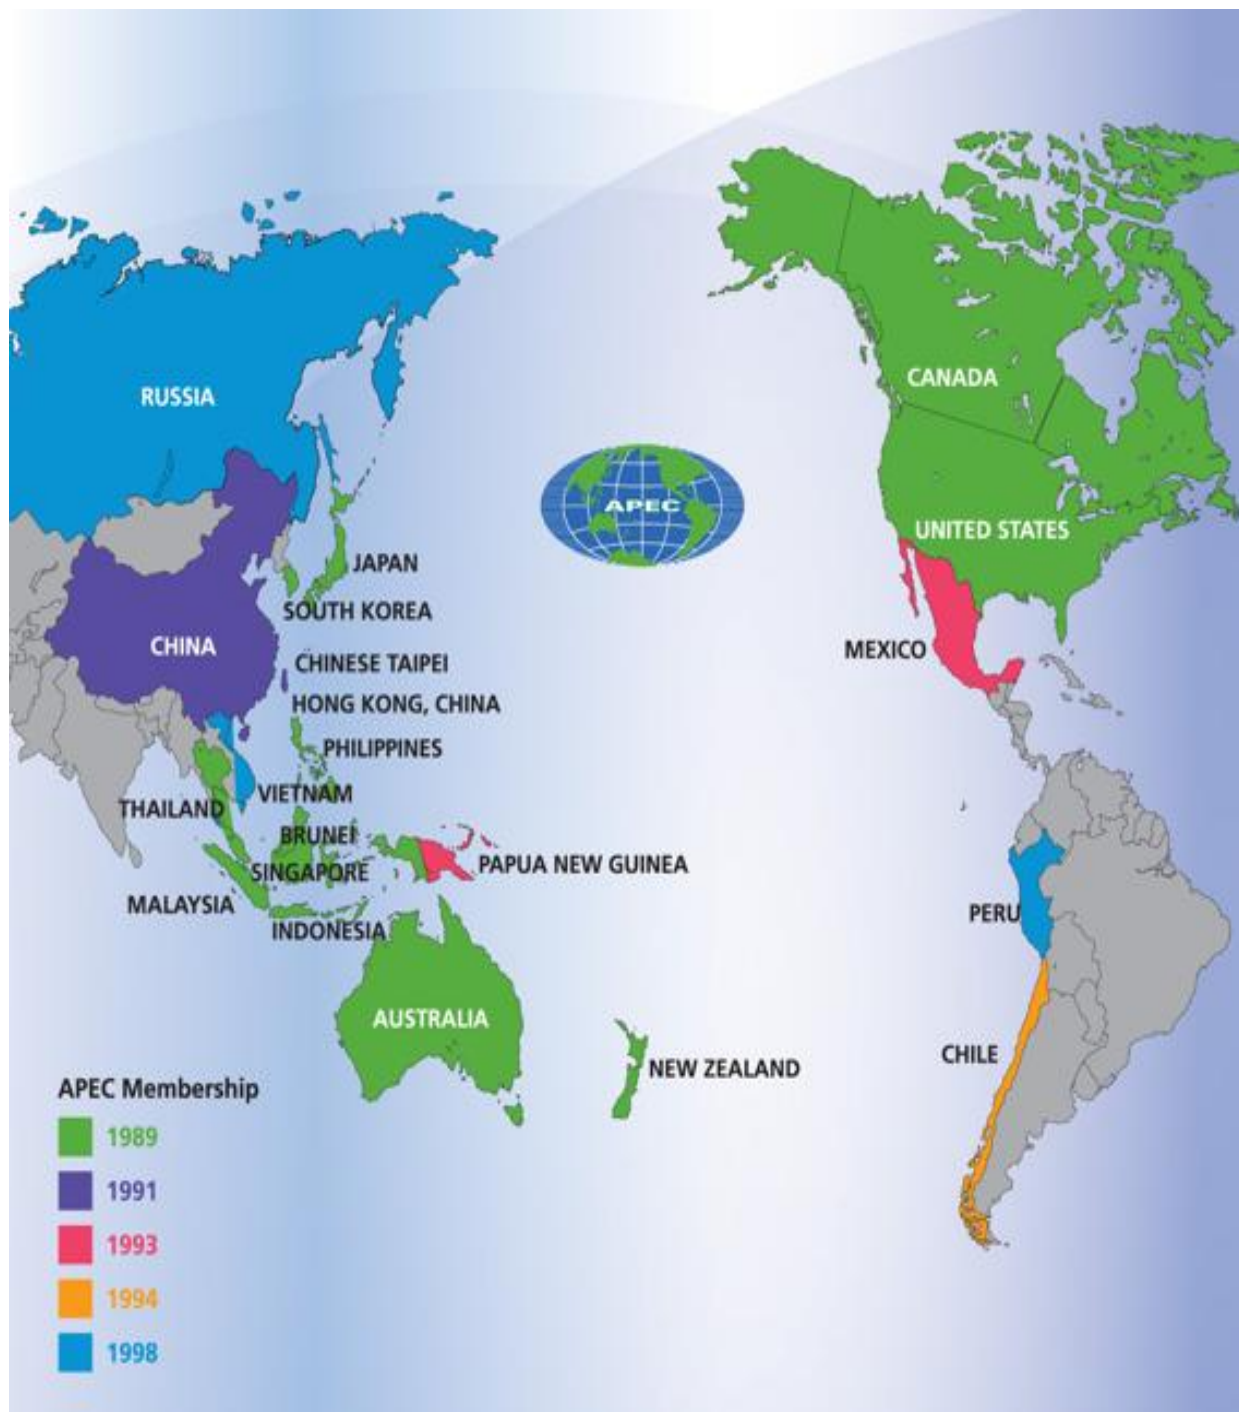 RUSSIA
CANADA
APEC
UNITED STATES
JAPAN
SOUTH KOREA
CHINA
MEXICO
CHINESE TAIPEI
HONG KONG, CHINA
PHILIPPINES
VIETNAM
THAILAND
BRUNEI
PAPUA NEW GUINEA
SINGAPORE
MALAYSIA
PERU
INDONESIA
AUSTRALIA
CHILE
NEW ZEALAND
APEC Membership
1989
1991
1993
1994
1998